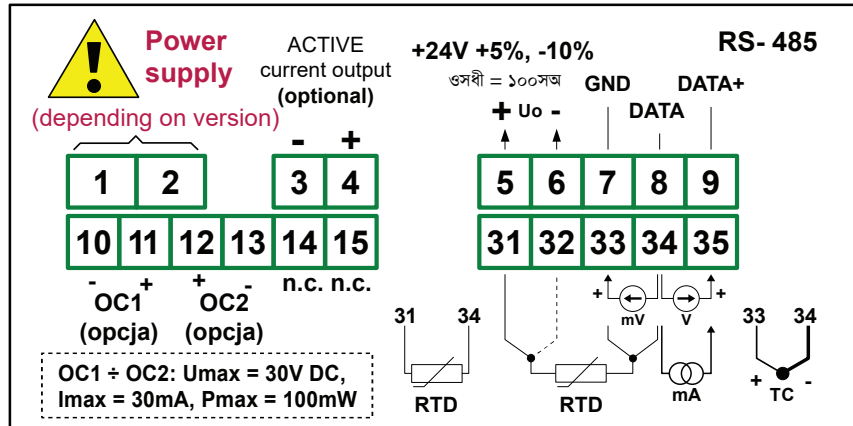 Power
supply
(depending on version)
ACTIVE
current output
(optional)
- +
+24V +5%, -10%
ওসধী = ১০০সঅ
+ Uo -
RS- 485
GND
DATA+
DATA
1 2 3 4 5 6 7 8 9
10 11 12 13 14 15 31 32 33 34 35
- + + -
OC1
(opcja)
OC2
(opcja)
n.c. n.c.
OC1 ÷ OC2: Umax = 30V DC,
Imax = 30mA, Pmax = 100mW
31 34
RTD
RTD
+ mV
V +
mA
33 34
+ TC -